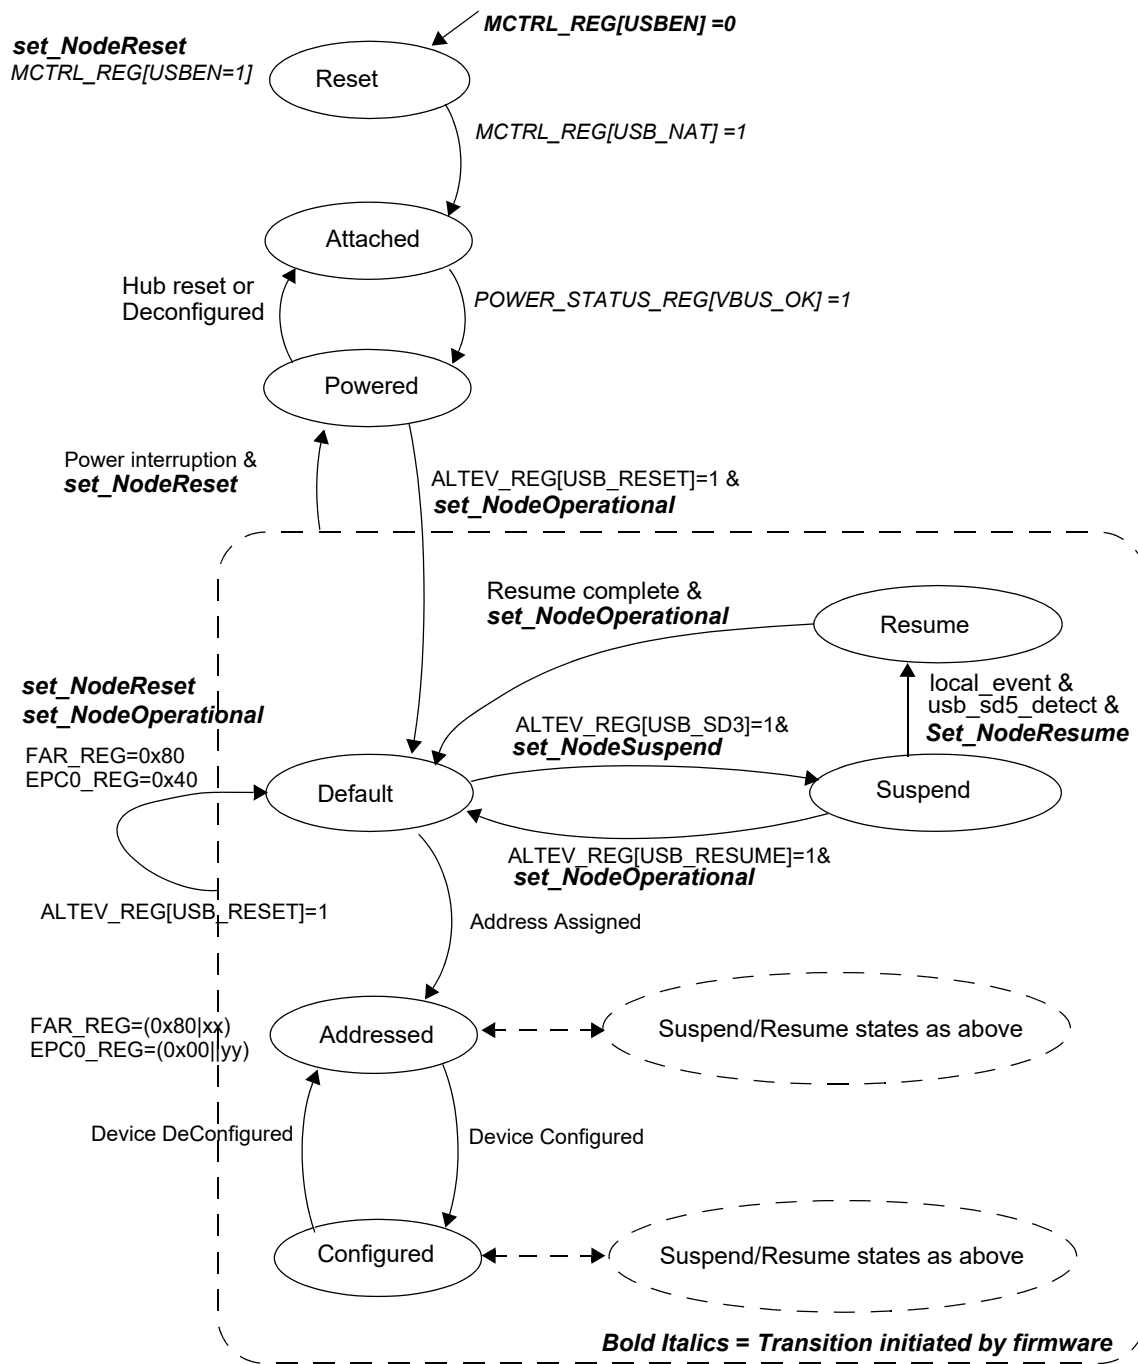 MCTRL_REG[USBEN] =0
set_NodeReset
MCTRL_REG[USBEN=1]
Reset
MCTRL_REG[USB_NAT] =1
Attached
Hub reset or
Deconfigured
POWER_STATUS_REG[VBUS_OK] =1
Powered
Power interruption &
set_NodeReset
ALTEV_REG[USB_RESET]=1 &
set_NodeOperational
Resume complete &
set_NodeOperational
Resume
local_event &
usb_sd5_detect &
Set_NodeResume
set_NodeReset
set_NodeOperational
FAR_REG=0x80
EPC0_REG=0x40
ALTEV_REG[USB_SD3]=1&
set_NodeSuspend
Default
Suspend
ALTEV_REG[USB_RESUME]=1&
set_NodeOperational
ALTEV_REG[USB_RESET]=1
Address Assigned
FAR_REG=(0x80|xx)
EPC0_REG=(0x00||yy)
Addressed
Suspend/Resume states as above
Device DeConfigured
Device Configured
Configured
Suspend/Resume states as above
Bold Italics = Transition initiated by firmware